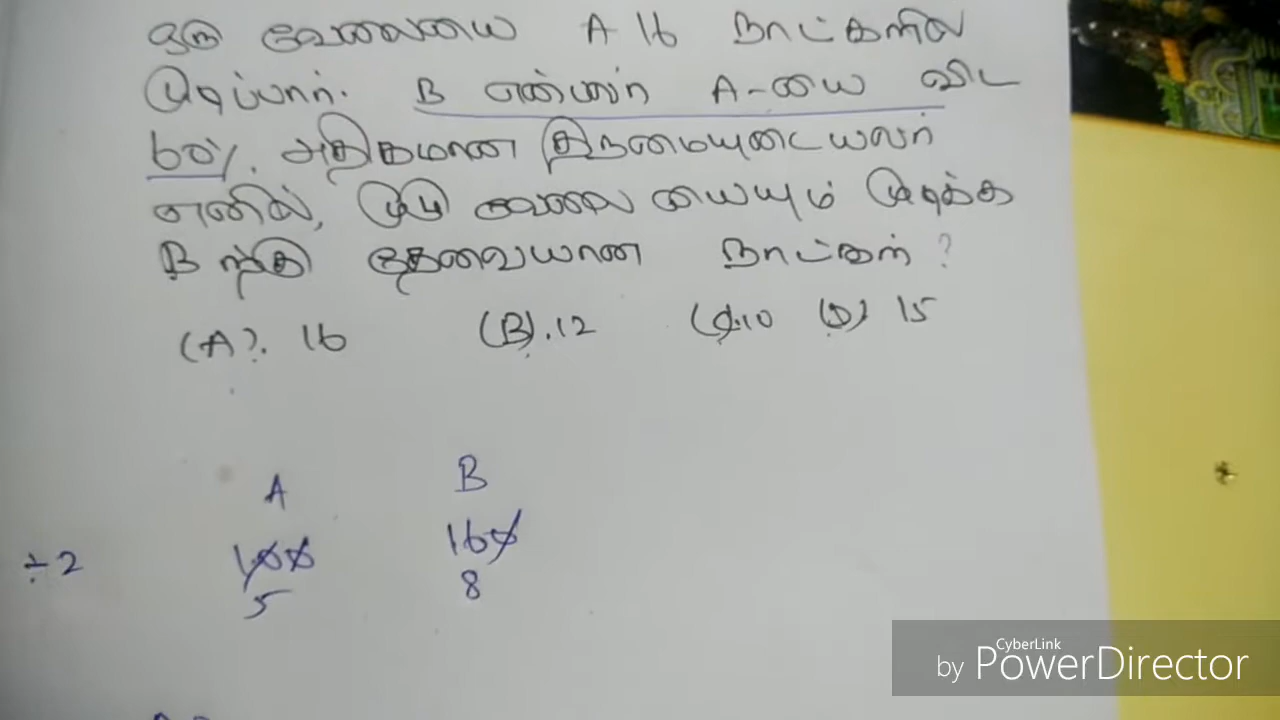 ஒரு வேலையை A 16 நாட்களில்
முடிப்பார். B என்பவர் A-யை விட
60%. அதிகமான திறமையுடையவர்
எனில், முழு வேலை யையும் முடிக்க
B ந்கு தேவையான நாட்கள் ?
(A). 16 (B). 12 (C). 10 (D) 15
A B
÷2 100 160
5 8
CyberLink
by PowerDirector